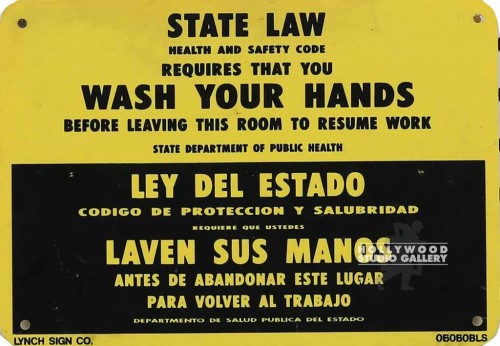 STATE LAW
HEALTH AND SAFETY CODE
REQUIRES THAT YOU
WASH YOUR HANDS
BEFORE LEAVING THIS ROOM TO RESUME WORK
STATE DEPARTMENT OF PUBLIC HEALTH
LEY DEL ESTADO
CODIGO DE PROTECCION Y SALUBRIDAD
REQUIERE QUE USTEDES
LAVEN SUS MANOS
HOLLYWOOD
STUDIO GALLERY
ANTES DE ABANDONAR ESTE LUGAR
PARA VOLVER AL TRABAJO
DEPARTMENTO DE SALUD PUBLICA DEL ESTADO
LYNCH SIGN CO.
060606BLS